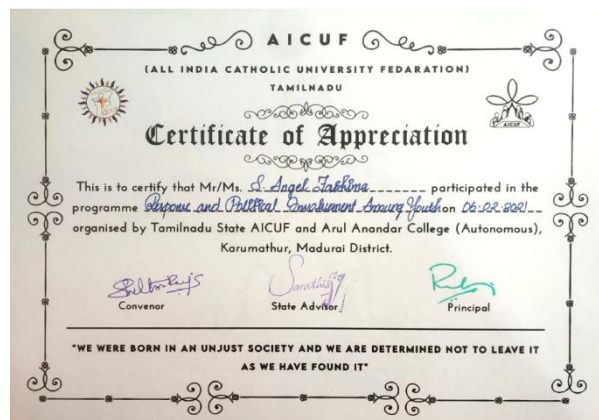 AICUF
(ALL INDIA CATHOLIC UNIVERSITY FEDARATION)
TAMILNADU
AICUF
Certificate of Appreciation
This is to certify that Mr/Ms. S. Angel Jashima participated in the
programme Response and Political Involvement Among Youth on 06-02-2021
organised by Tamilnadu State AICUF and Arul Anandar College (Autonomous),
Karumathur, Madurai District.
Convenor
State Advisor
Principal
"WE WERE BORN IN AN UNJUST SOCIETY AND WE ARE DETERMINED NOT TO LEAVE IT
AS WE HAVE FOUND IT"